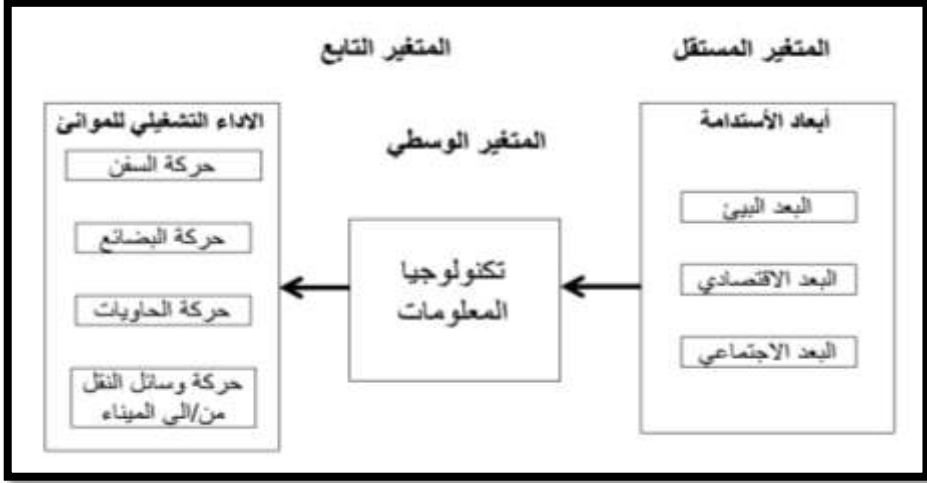 المتغير المستقل
المتغير التابع
أبعاد الأستدامة
البعد البيئ
البعد الاقتصادي
البعد الاجتماعي
المتغير الوسطي
تكنولوجيا
المعلومات
الاداء التشغيلي للموانئ
حركة السفن
حركة البضائع
حركة الحاويات
حركة وسائل النقل
من/الى الميناء